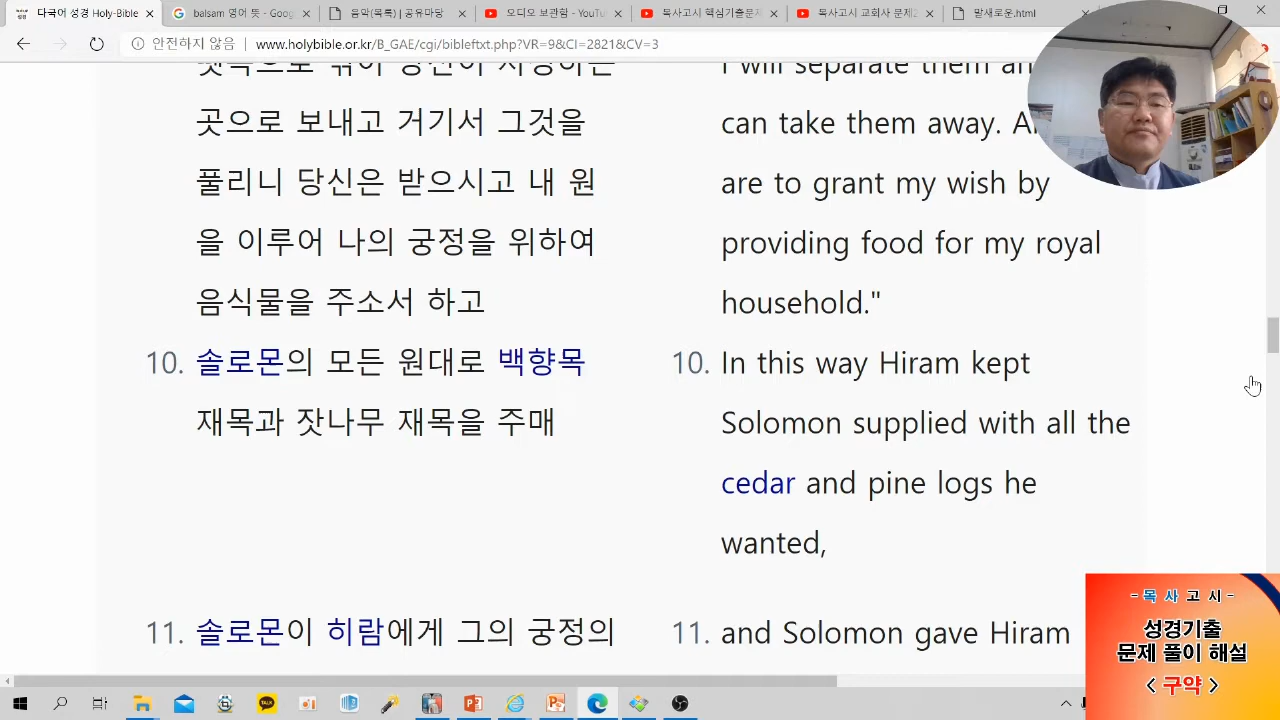 다국어 성경 Holy-Bible
balsam 영어 뜻 - Goog
음악(목록) | 공유마당
오디오 보관함 - YouTu
목사고시 핵심기출문
목사고시 교회사 문제
말새로운.html
안전하지 않음
www.holybible.or.kr/B_GAE/cgi/bibleftxt.php?VR=9&CI=2821&CV=3
곳으로 보내고 거기서 그것을
풀리니 당신은 받으시고 내 원
을 이루어 나의 궁정을 위하여
음식물을 주소서 하고
10. 솔로몬의 모든 원대로 백향목
재목과 잣나무 재목을 주매
11. 솔로몬이 히람에게 그의 궁정의
I will separate them an
can take them away. A
are to grant my wish by
providing food for my royal
household."
10. In this way Hiram kept
Solomon supplied with all the
cedar and pine logs he
wanted,
11. and Solomon gave Hiram
- 목 사 고 시 -
성경기출
문제 풀이 해설
< 구약 >